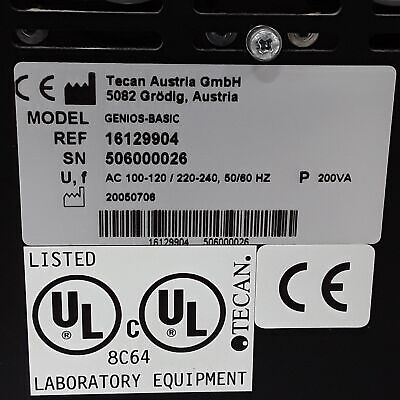 CE Tecan Austria GmbH
5082 Grödig, Austria
MODEL GENIOS-BASIC
REF 16129904
SN 506000026
U, f AC 100-120 / 220-240, 50/60 HZ P 200VA
20050706
16129904 506000026
LISTED
UL c UL
8C64
LABORATORY EQUIPMENT
TECAN.
CE